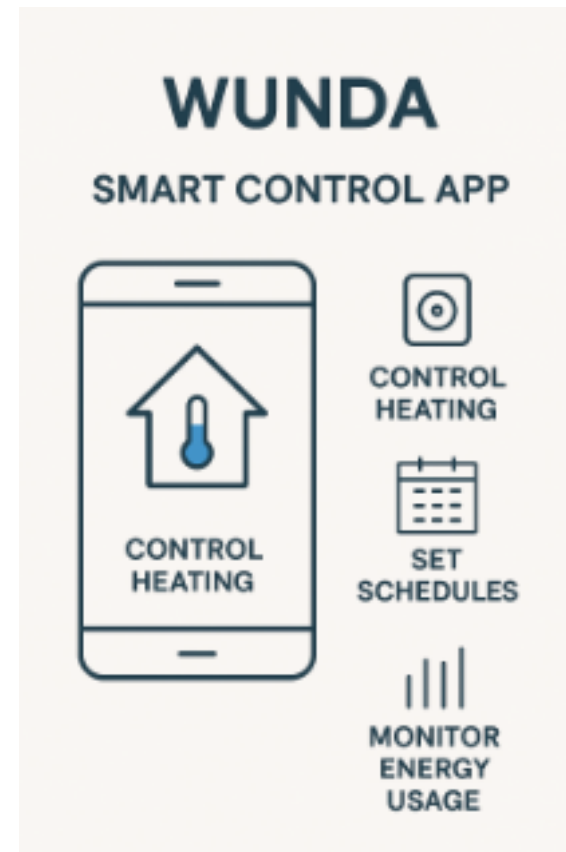 WUNDA
SMART CONTROL APP
CONTROL
HEATING
CONTROL
HEATING
SET
SCHEDULES
MONITOR
ENERGY
USAGE